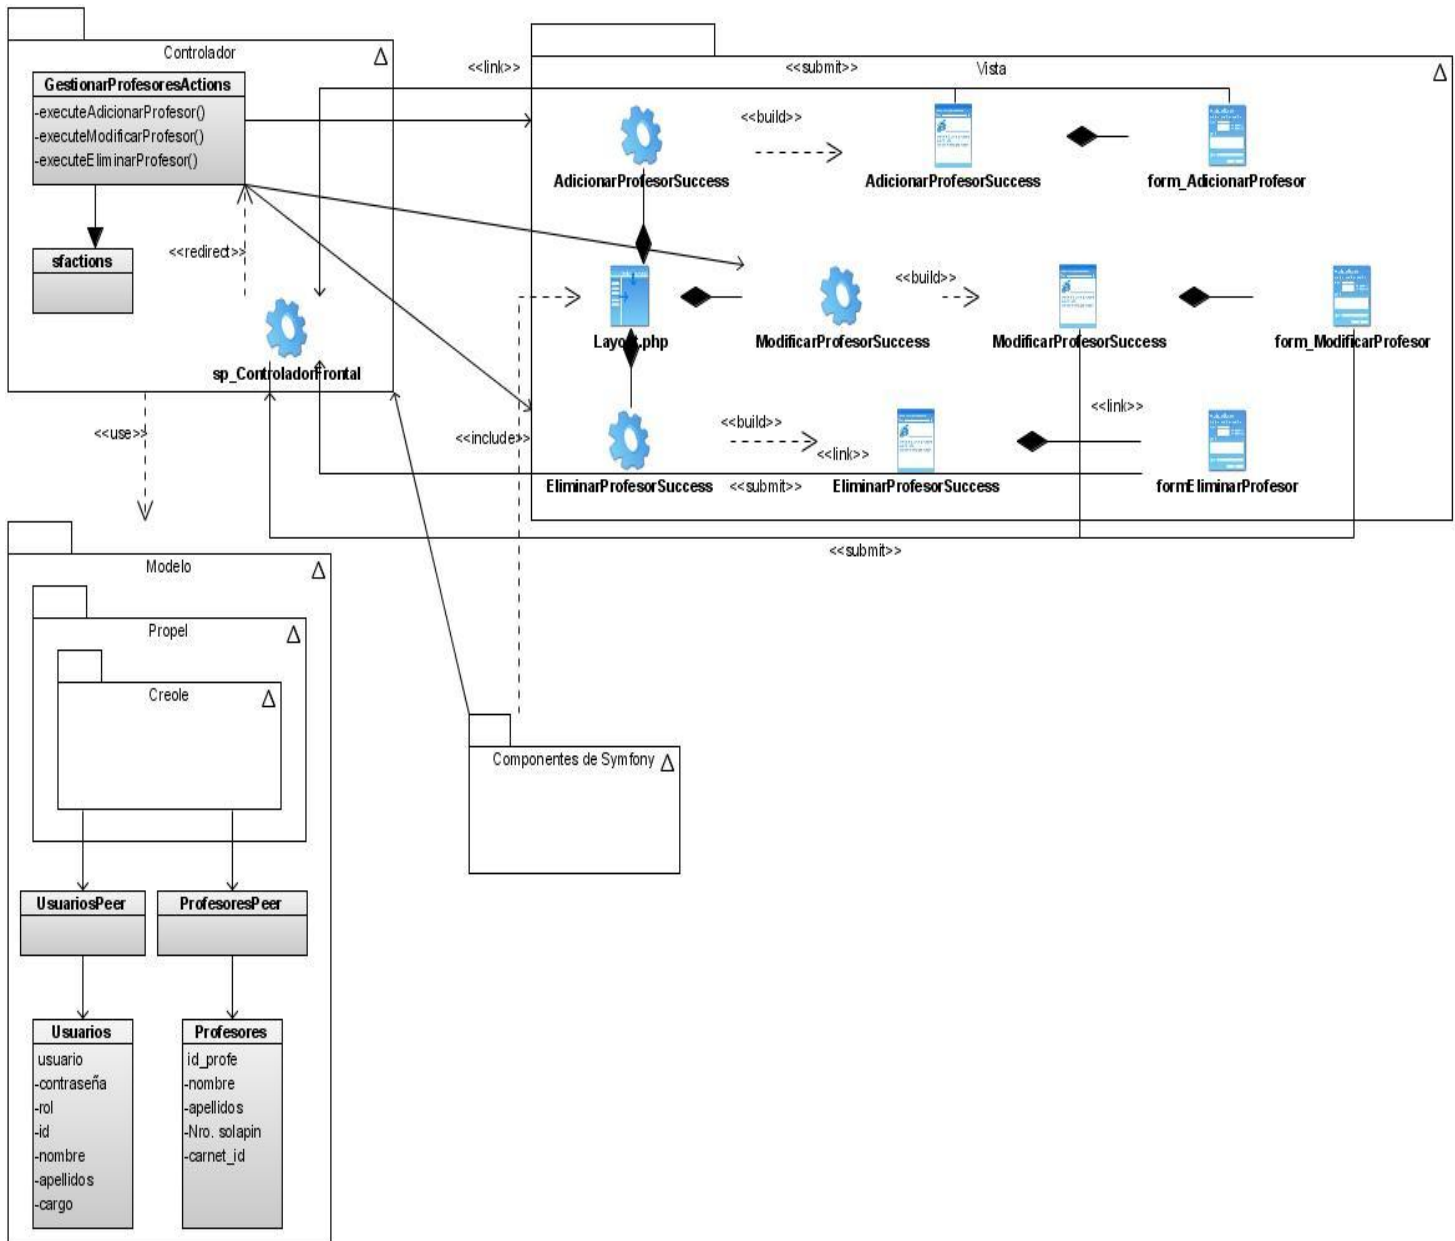 Controlador
GestionarProfesoresActions
-executeAdicionarProfesor()
-executeModificarProfesor()
-executeEliminarProfesor()
sfactions
<<redirect>>
sp_ControladorFrontal
<<link>>
<<submit>>
Vista
<<build>>
AdicionarProfesorSuccess
AdicionarProfesorSuccess
form_AdicionarProfesor
<<build>>
Layout.php
ModificarProfesorSuccess
ModificarProfesorSuccess
form_ModificarProfesor
<<link>>
<<include>>
<<build>>
<<link>>
EliminarProfesorSuccess
<<submit>>
EliminarProfesorSuccess
formEliminarProfesor
<<submit>>
<<use>>
Modelo
Propel
Creole
Componentes de Symfony
UsuariosPeer
ProfesoresPeer
Usuarios
usuario
-contraseña
-rol
-id
-nombre
-apellidos
-cargo
Profesores
id_profe
-nombre
-apellidos
-Nro. solapin
-carnet_id